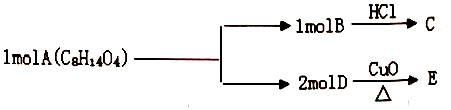 1molA(C₈H₁₄O₄)
1molB HCl C
2molD CuO △ E